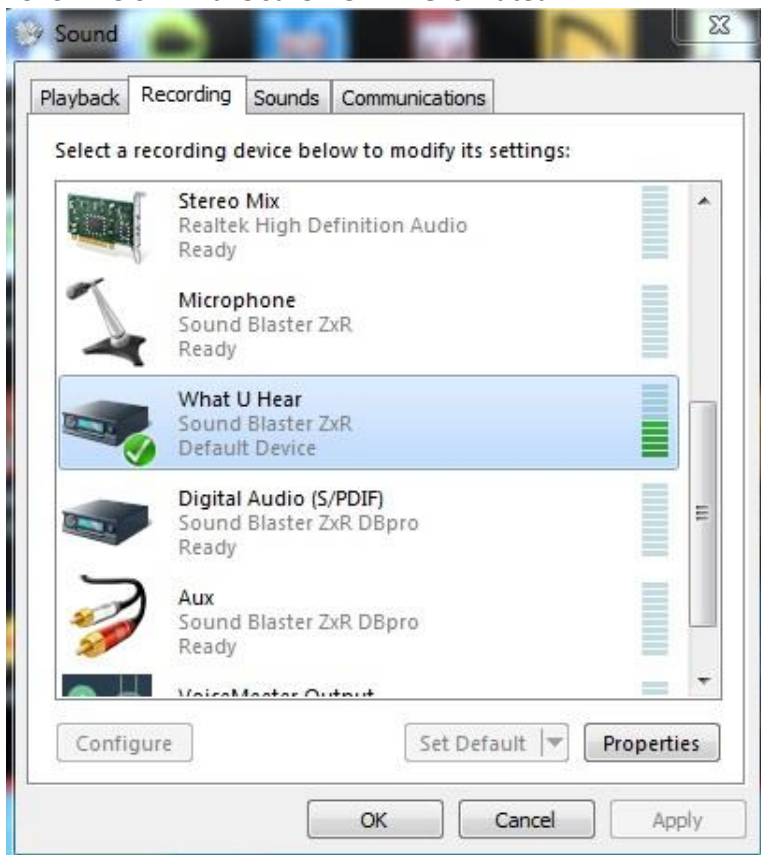 Sound
Playback Recording Sounds Communications
Select a recording device below to modify its settings:
Stereo Mix
Realtek High Definition Audio
Ready
Microphone
Sound Blaster ZxR
Ready
What U Hear
Sound Blaster ZxR
Default Device
Digital Audio (S/PDIF)
Sound Blaster ZxR DBpro
Ready
Aux
Sound Blaster ZxR DBpro
Ready
VoiceMeeter Output
Configure Set Default Properties
OK Cancel Apply